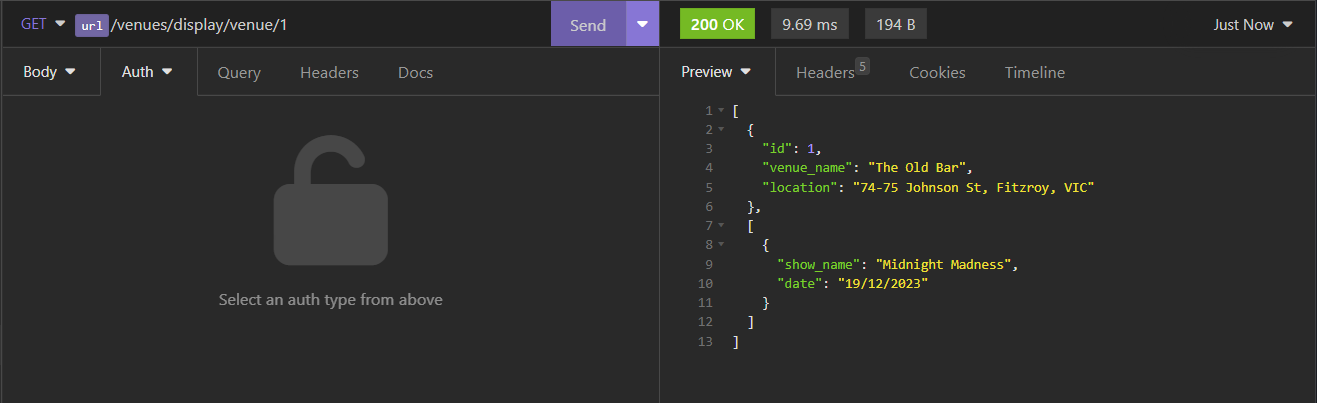 GET url /venues/display/venue/1 Send 200 OK 9.69 ms 194 B Just Now
Body Auth Query Headers Docs Preview Headers 5 Cookies Timeline
Select an auth type from above
1 [
2 {
3 "id": 1,
4 "venue_name": "The Old Bar",
5 "location": "74-75 Johnson St, Fitzroy, VIC"
6 },
7 [
8 {
9 "show_name": "Midnight Madness",
10 "date": "19/12/2023"
11 }
12 ]
13 ]